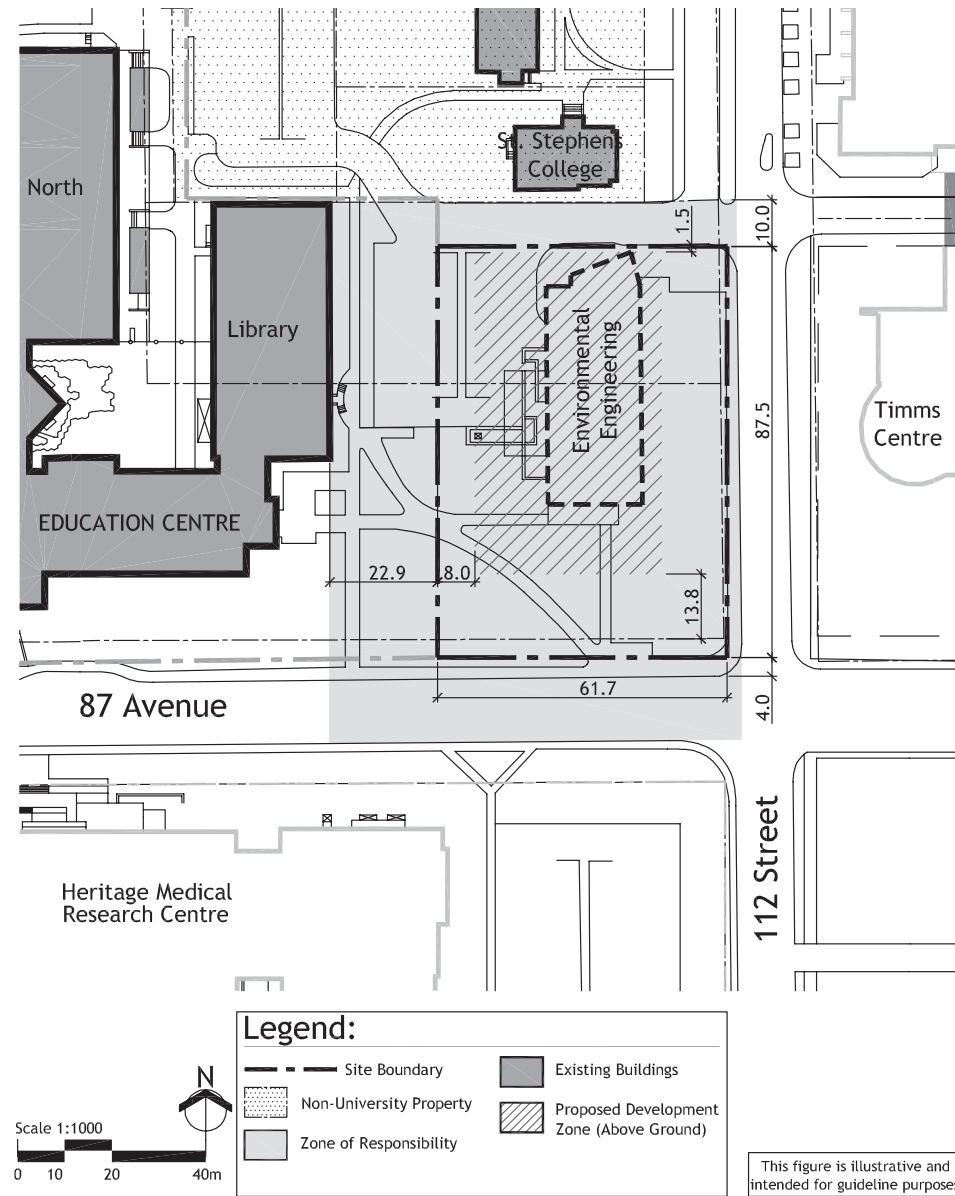 St. Stephens
College
North
1.5
10.0
Library
Environmental
Engineering
87.5
Timms
Centre
EDUCATION CENTRE
22.9
8.0
13.8
61.7
4.0
87 Avenue
112 Street
Heritage Medical
Research Centre
Legend:
Site Boundary
Existing Buildings
Non-University Property
Proposed Development
Zone (Above Ground)
Zone of Responsibility
N
Scale 1:1000
0 10 20 40m
This figure is illustrative and
intended for guideline purposes